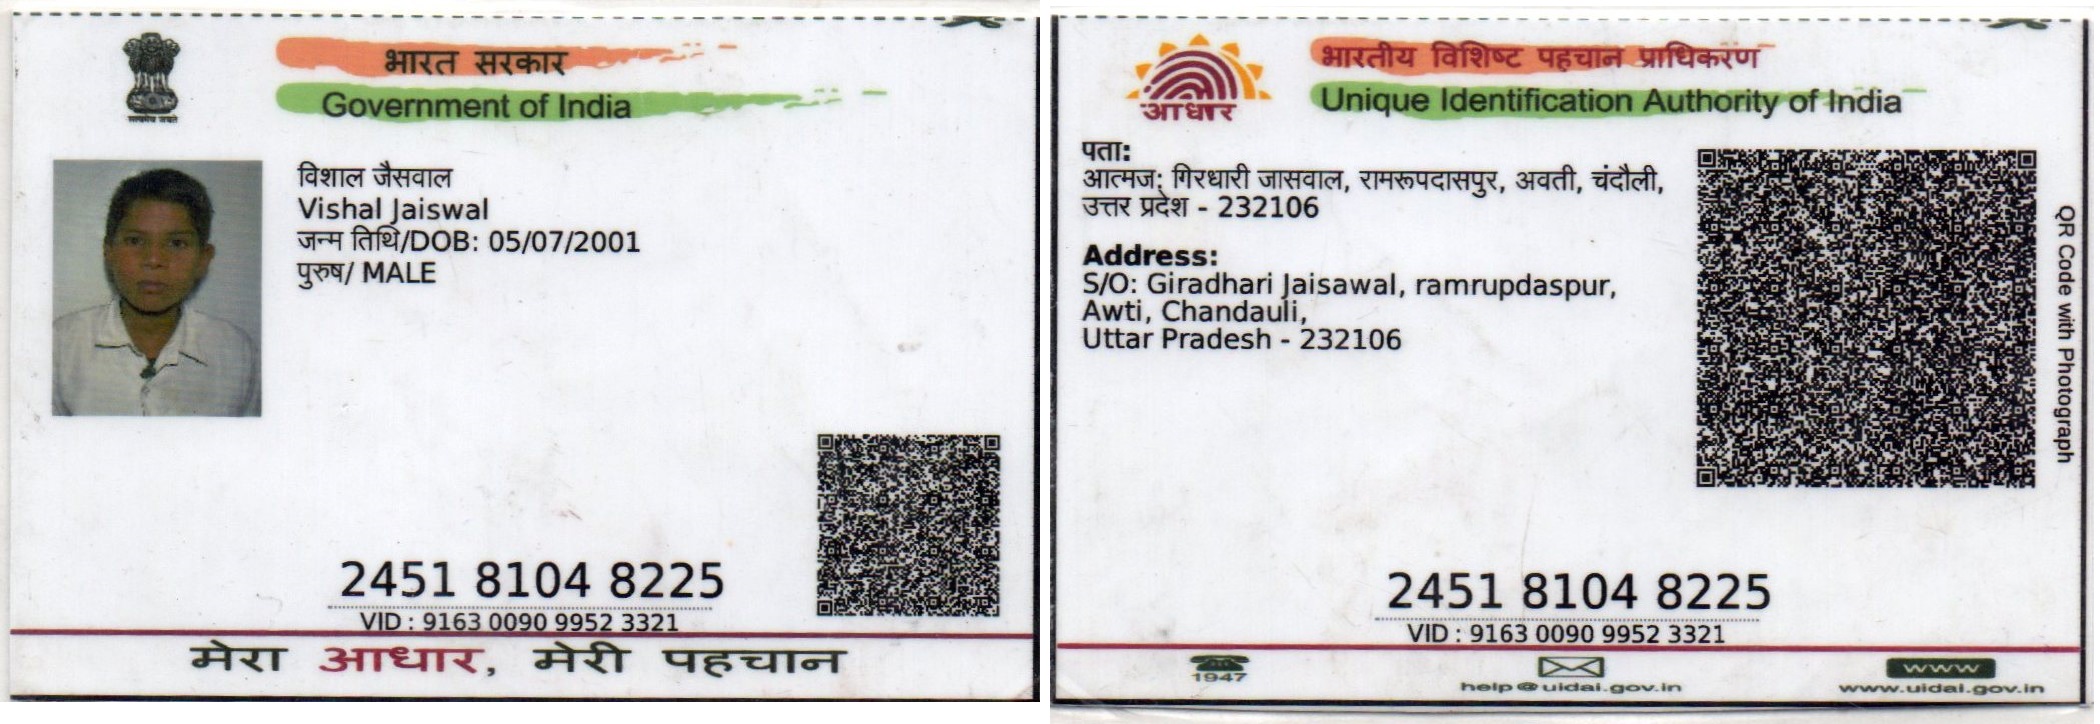 भारत सरकार
Government of India
सत्यमेव जयते
विशाल जैसवाल
Vishal Jaiswal
जन्म तिथि/DOB: 05/07/2001
पुरुष/ MALE
2451 8104 8225
VID : 9163 0090 9952 3321
मेरा आधार, मेरी पहचान
भारतीय विशिष्ट पहचान प्राधिकरण
Unique Identification Authority of India
आधार
पता:
आत्मज: गिरधारी जासवाल, रामरूपदासपुर, अवती, चंदौली,
उत्तर प्रदेश - 232106
Address:
S/O: Giradhari Jaisawal, ramrupdaspur,
Awti, Chandauli,
Uttar Pradesh - 232106
QR Code with Photograph
2451 8104 8225
VID : 9163 0090 9952 3321
1947
help@uidai.gov.in
www
www.uidai.gov.in